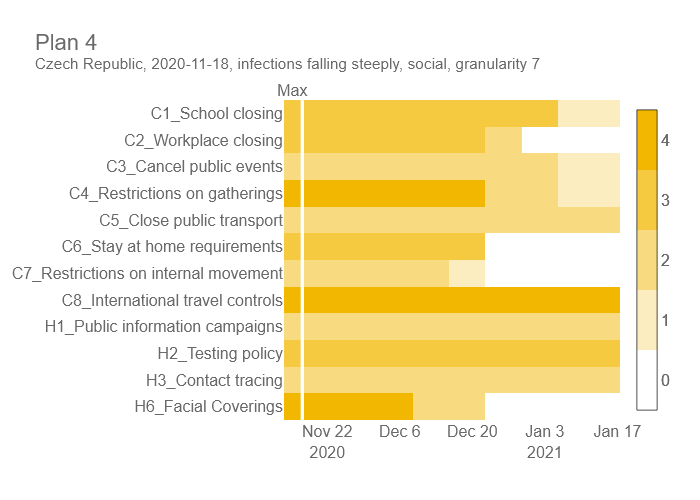 Plan 4
Czech Republic, 2020-11-18, infections falling steeply, social, granularity 7
Max
C1_School closing
C2_Workplace closing
C3_Cancel public events
C4_Restrictions on gatherings
C5_Close public transport
C6_Stay at home requirements
C7_Restrictions on internal movement
C8_International travel controls
H1_Public information campaigns
H2_Testing policy
H3_Contact tracing
H6_Facial Coverings
4
3
2
1
0
Nov 22 Dec 6 Dec 20 Jan 3 Jan 17
2020 2021